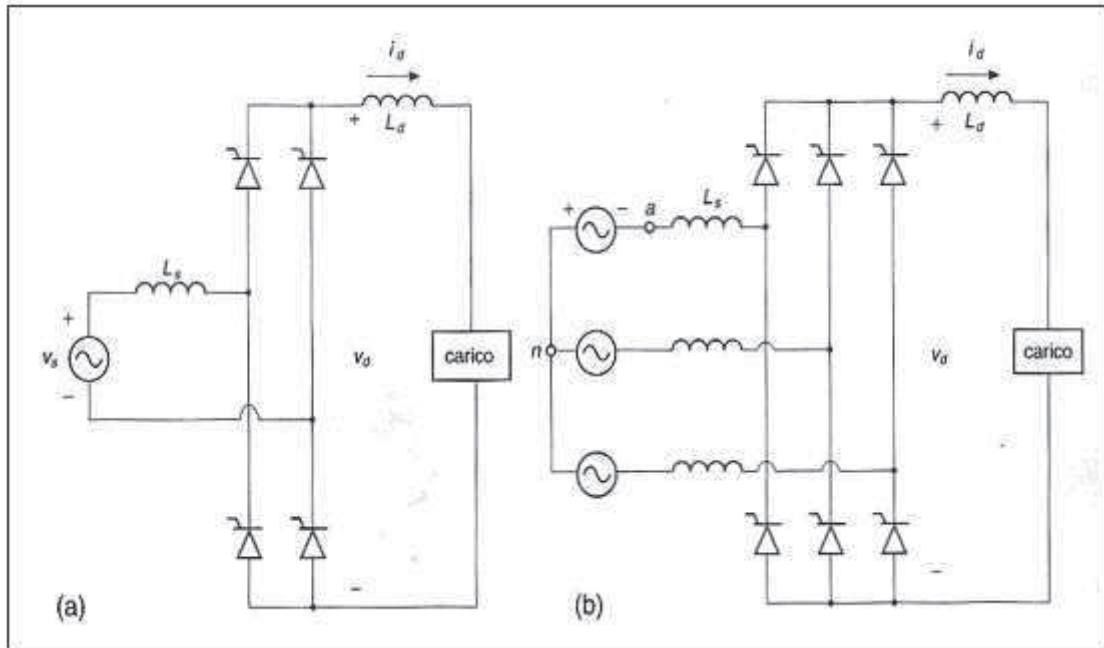 i_d
+ L_d
L_s
+
v_s
-
v_d
carico
-
(a)
i_d
+ L_d
+ - a L_s
n
v_d
carico
-
(b)